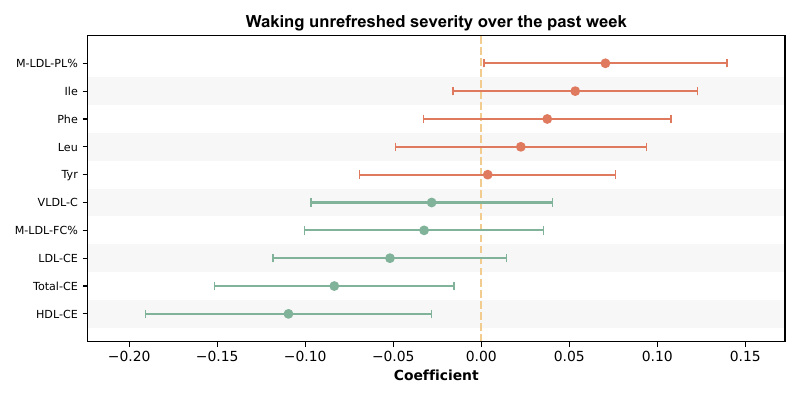 Waking unrefreshed severity over the past week
M-LDL-PL%
Ile
Phe
Leu
Tyr
VLDL-C
M-LDL-FC%
LDL-CE
Total-CE
HDL-CE
−0.20 −0.15 −0.10 −0.05 0.00 0.05 0.10 0.15
Coefficient